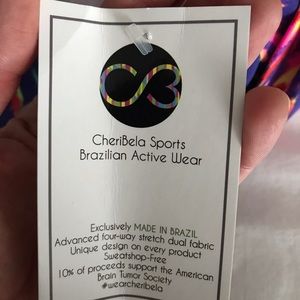 CheriBela Sports
Brazilian Active Wear
Exclusively MADE IN BRAZIL
Advanced four-way stretch dual fabric
Unique design on every product
Sweatshop-Free
10% of proceeds support the American
Brain Tumor Society
#wearcheribela